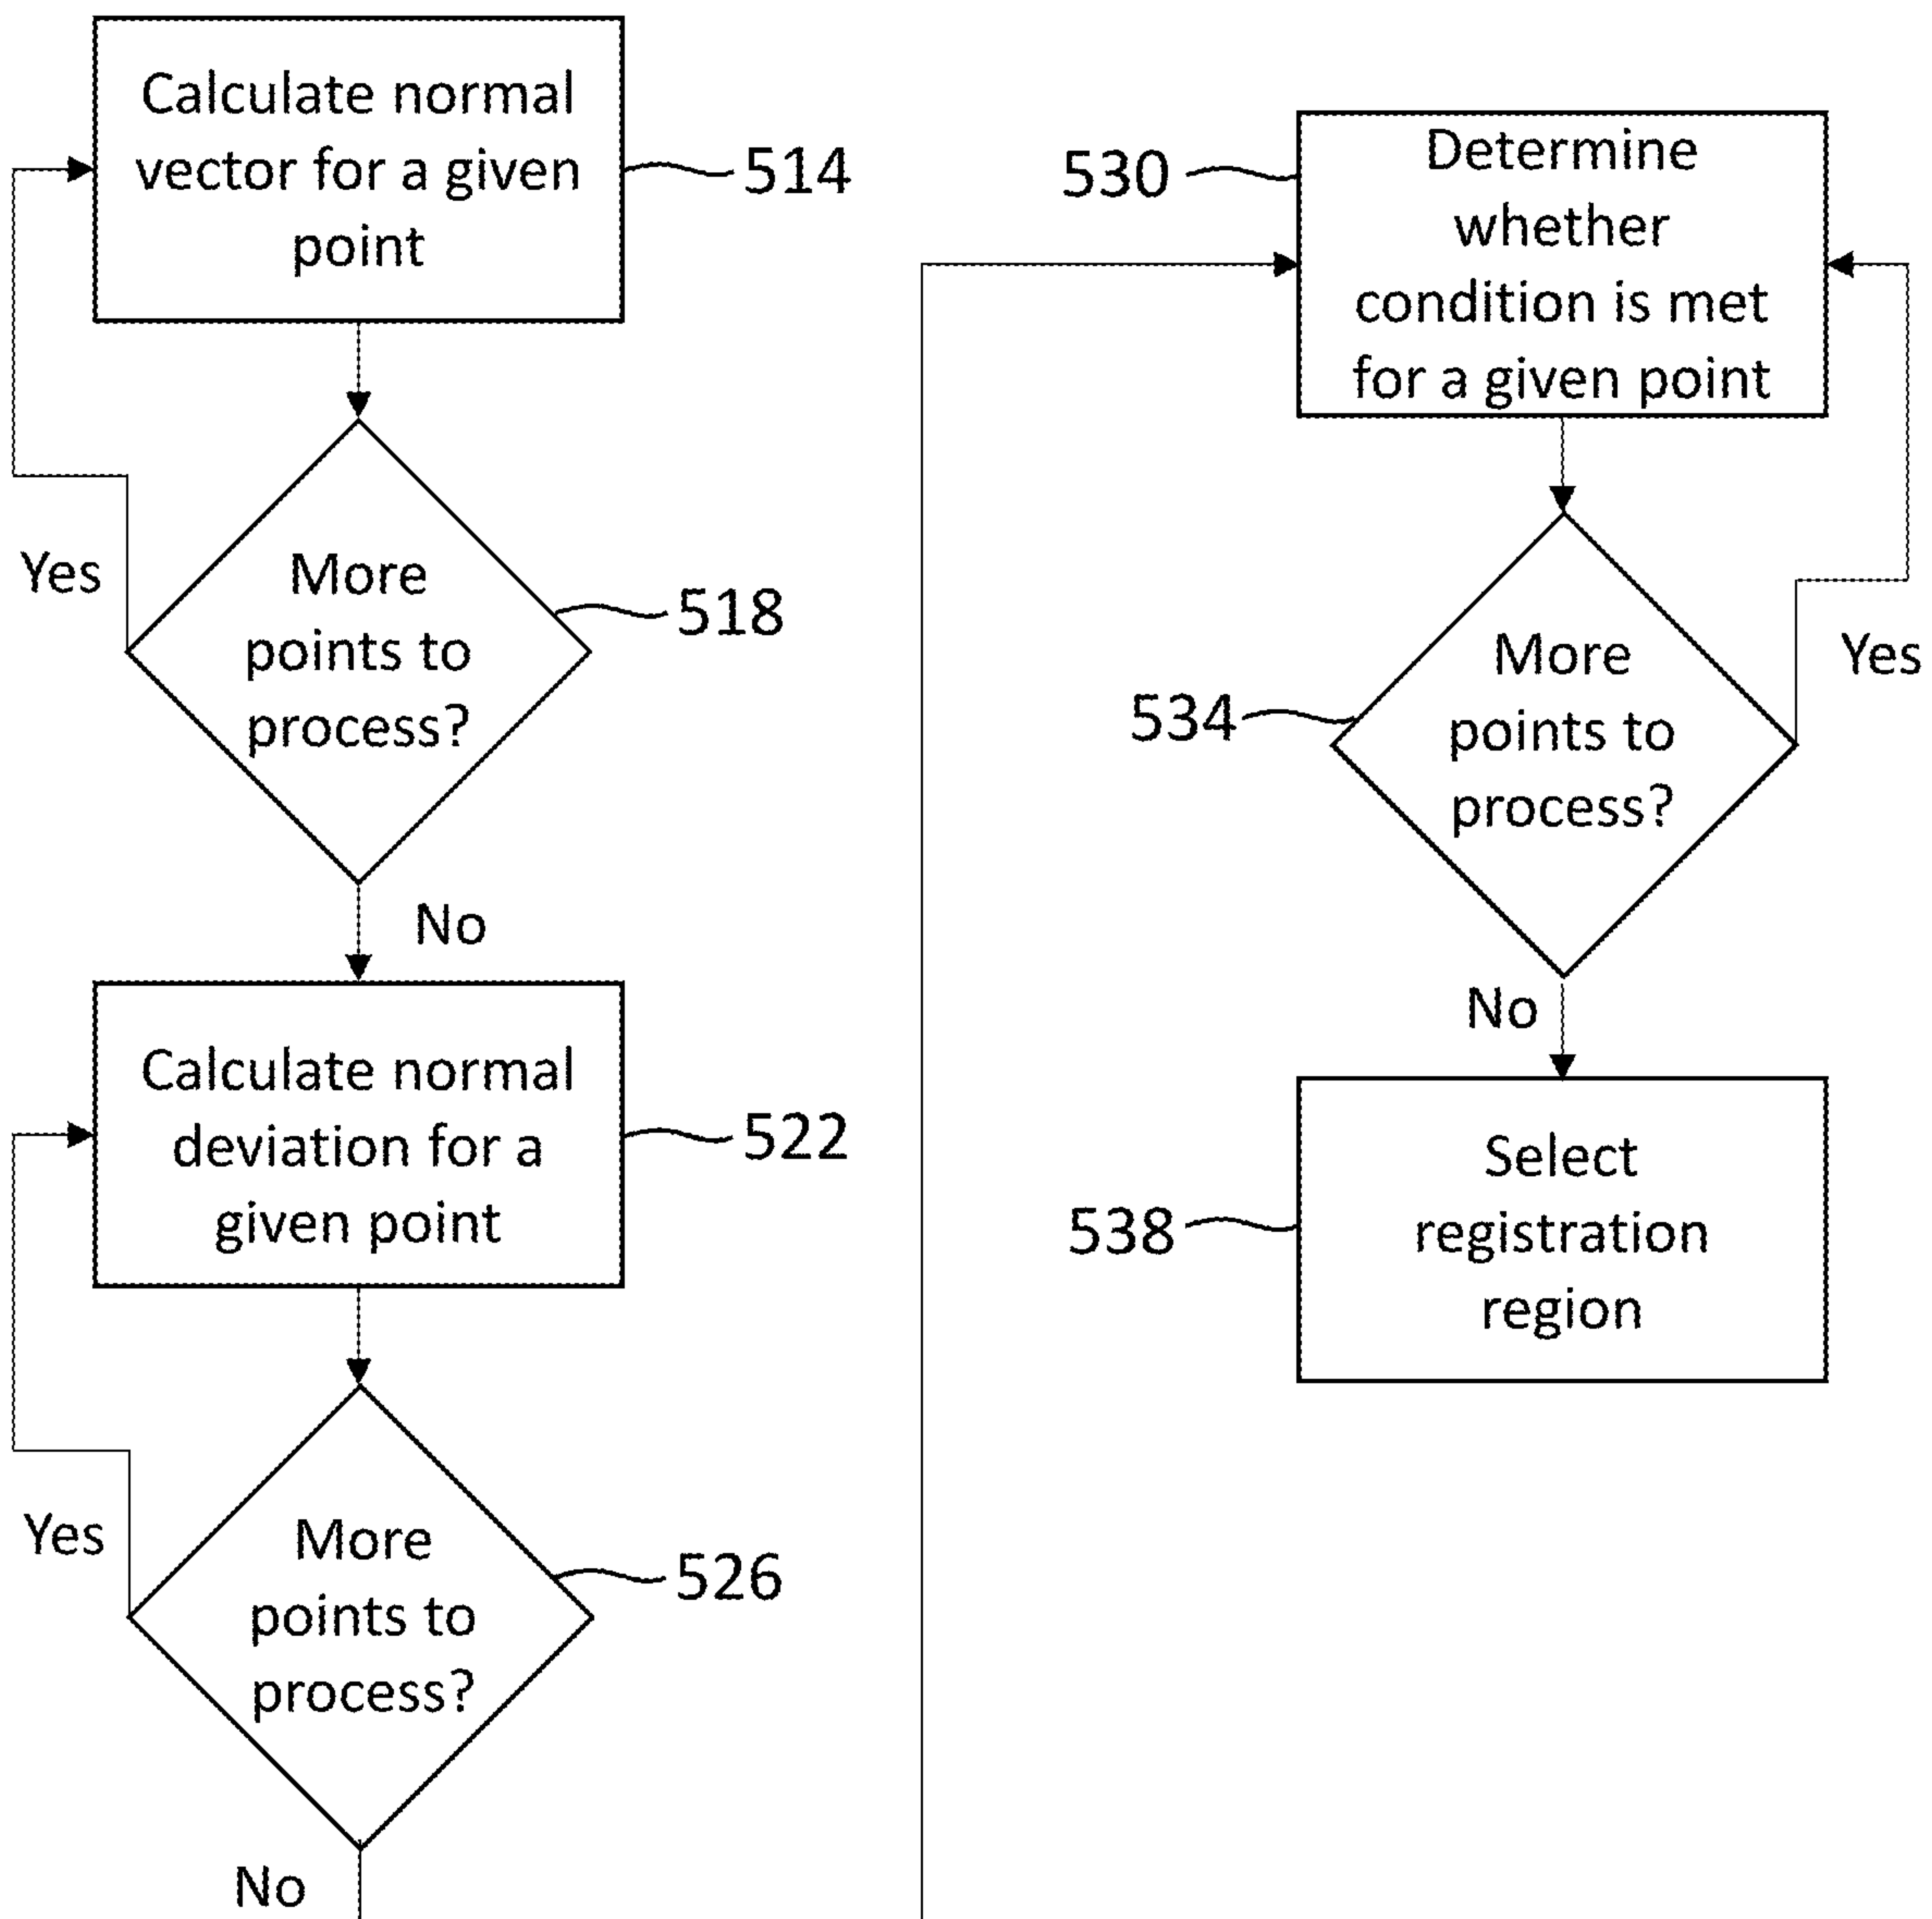 Calculate normal
vector for a given
point
514
Yes
More
points to
process?
518
No
Calculate normal
deviation for a
given point
522
Yes
More
points to
process?
526
No
530
Determine
whether
condition is met
for a given point
534
More
points to
process?
Yes
No
538
Select
registration
region